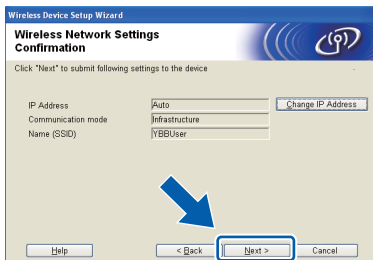 Wireless Device Setup Wizard
Wireless Network Settings
Confirmation
Click "Next" to submit following settings to the device
IP Address Auto Change IP Address
Communication mode Infrastructure
Name (SSID) YBBUser
Help < Back Next > Cancel